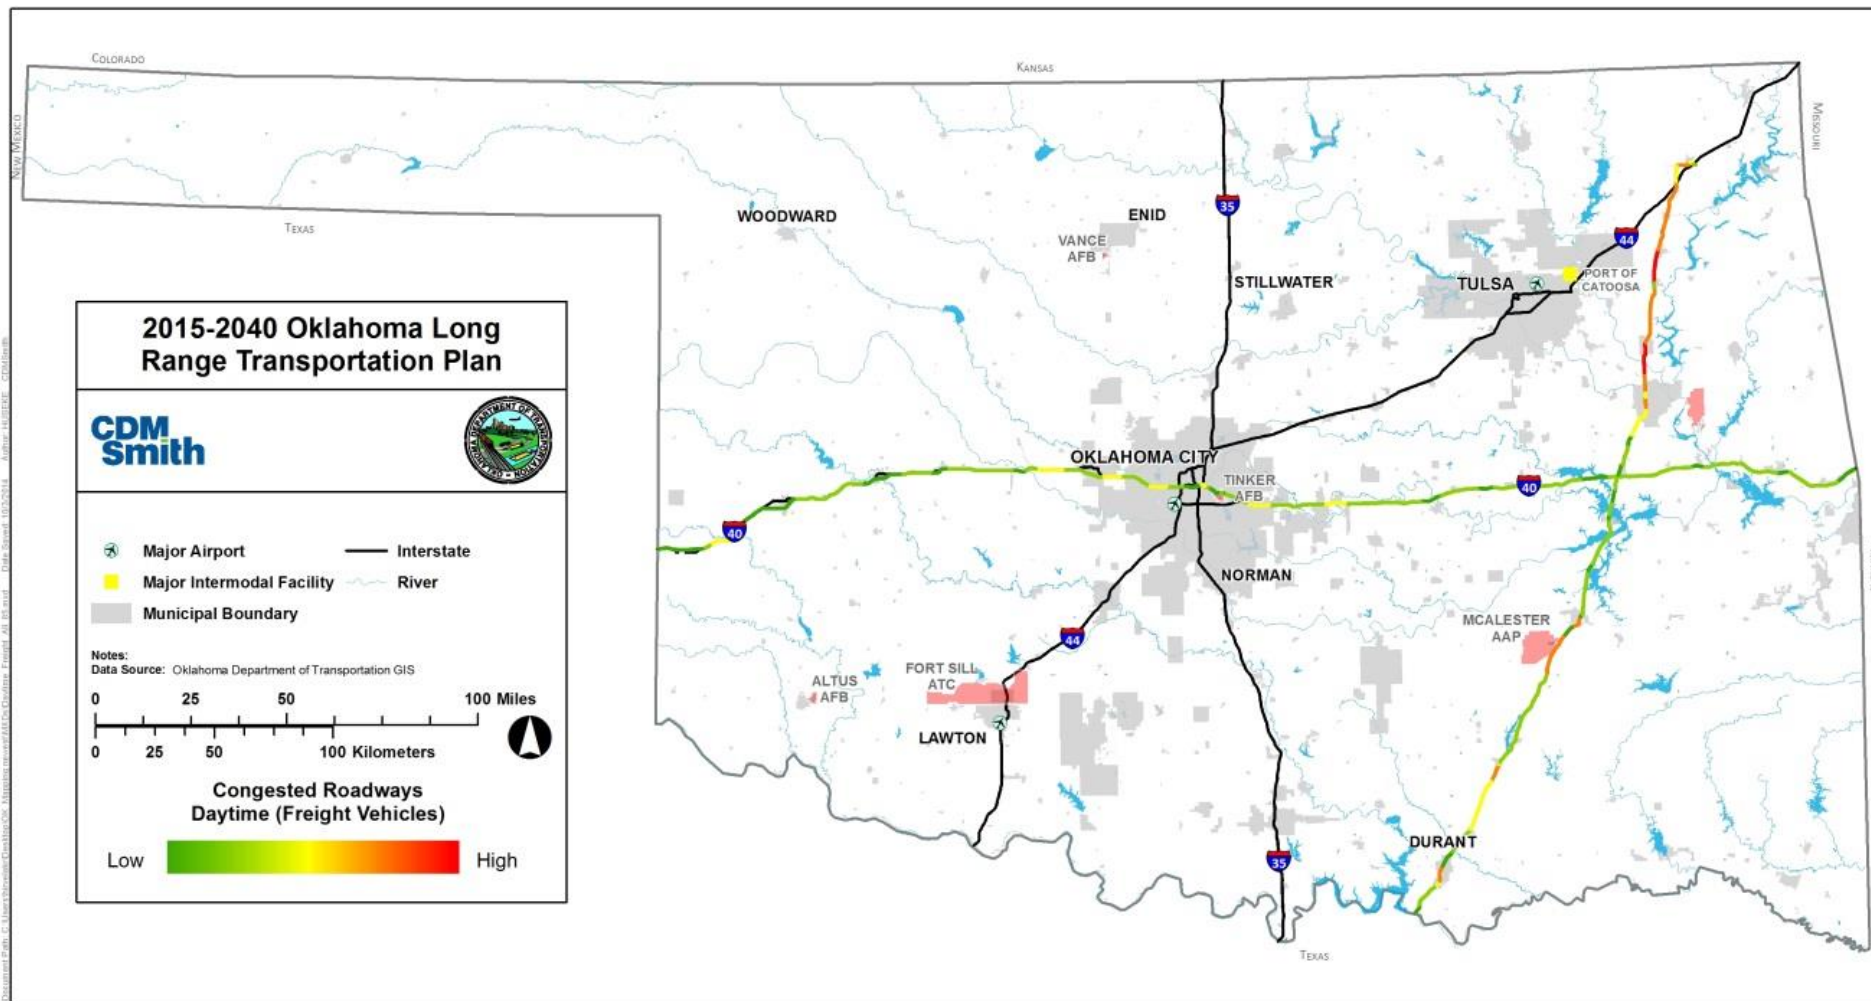 COLORADO
KANSAS
NEW MEXICO
MISSOURI
TEXAS
WOODWARD
ENID
VANCE
AFB
35
STILLWATER
44
TULSA
PORT OF
CATOOSA
2015-2040 Oklahoma Long
Range Transportation Plan
CDM
Smith
OKLAHOMA DEPARTMENT OF TRANSPORTATION
Major Airport
Interstate
Major Intermodal Facility
River
Municipal Boundary
Notes:
Data Source: Oklahoma Department of Transportation GIS
0 25 50 100 Miles
0 25 50 100 Kilometers
Congested Roadways
Daytime (Freight Vehicles)
Low
High
OKLAHOMA CITY
TINKER
AFB
40
40
NORMAN
44
MCALESTER
AAP
FORT SILL
ATC
ALTUS
AFB
LAWTON
DURANT
35
TEXAS